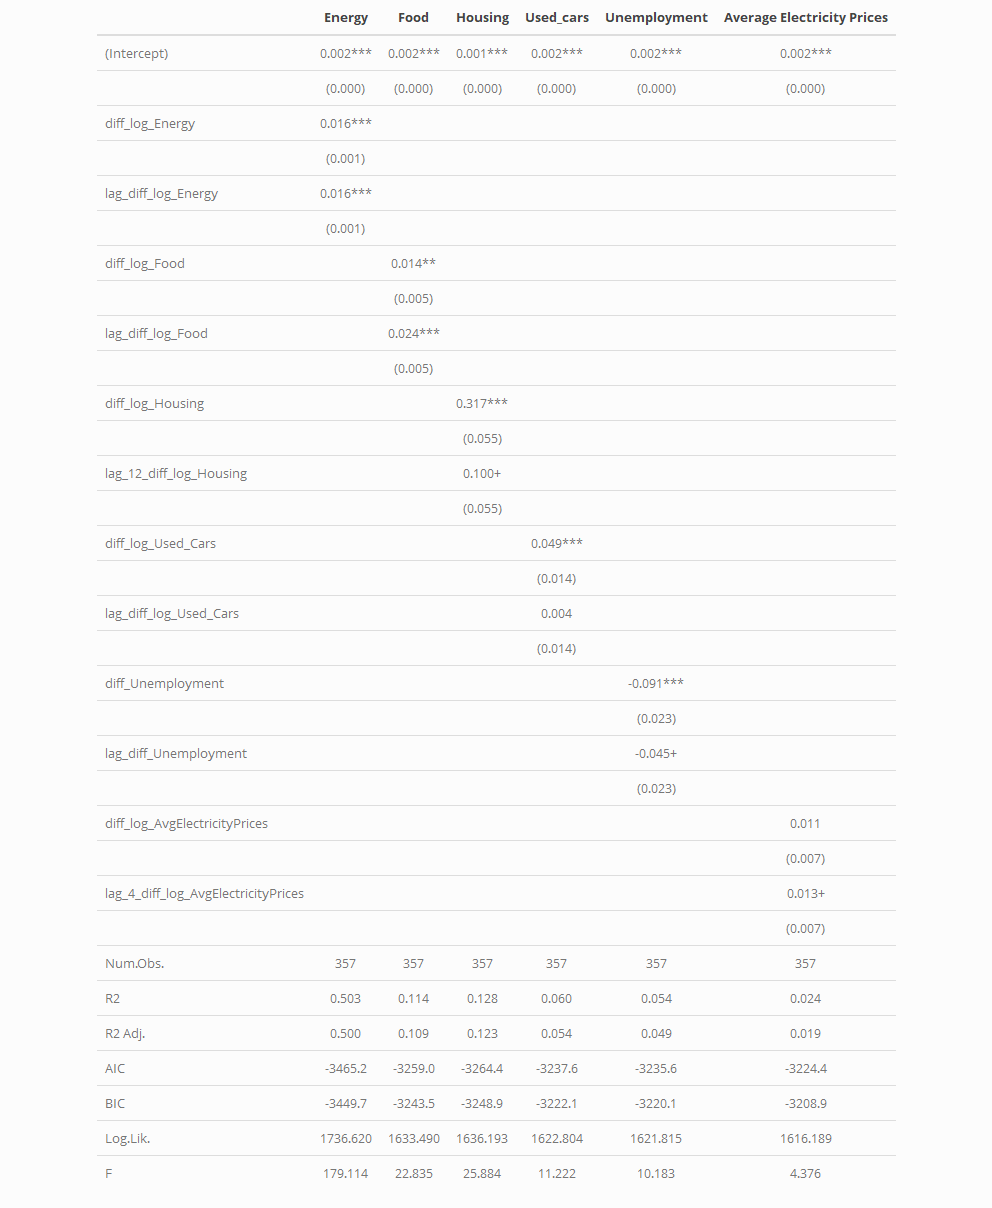 Energy Food Housing Used_cars Unemployment Average Electricity Prices
(Intercept) 0.002*** 0.002*** 0.001*** 0.002*** 0.002*** 0.002***
(0.000) (0.000) (0.000) (0.000) (0.000) (0.000)
diff_log_Energy 0.016***
(0.001)
lag_diff_log_Energy 0.016***
(0.001)
diff_log_Food 0.014**
(0.005)
lag_diff_log_Food 0.024***
(0.005)
diff_log_Housing 0.317***
(0.055)
lag_12_diff_log_Housing 0.100+
(0.055)
diff_log_Used_Cars 0.049***
(0.014)
lag_diff_log_Used_Cars 0.004
(0.014)
diff_Unemployment -0.091***
(0.023)
lag_diff_Unemployment -0.045+
(0.023)
diff_log_AvgElectricityPrices 0.011
(0.007)
lag_4_diff_log_AvgElectricityPrices 0.013+
(0.007)
Num.Obs. 357 357 357 357 357 357
R2 0.503 0.114 0.128 0.060 0.054 0.024
R2 Adj. 0.500 0.109 0.123 0.054 0.049 0.019
AIC -3465.2 -3259.0 -3264.4 -3237.6 -3235.6 -3224.4
BIC -3449.7 -3243.5 -3248.9 -3222.1 -3220.1 -3208.9
Log.Lik. 1736.620 1633.490 1636.193 1622.804 1621.815 1616.189
F 179.114 22.835 25.884 11.222 10.183 4.376